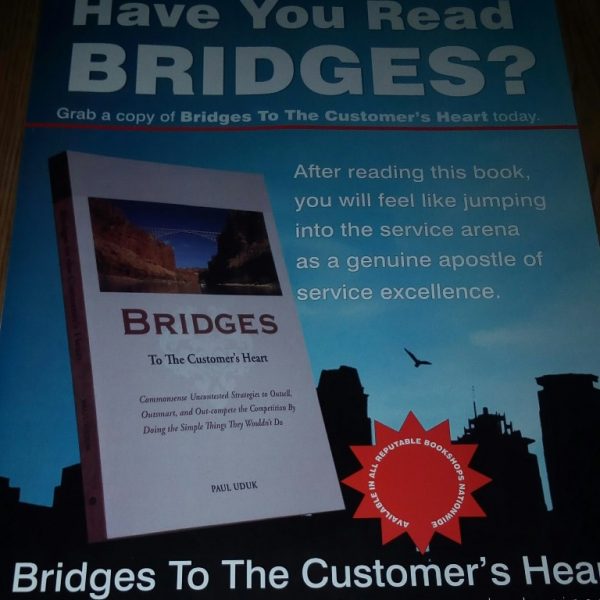 Have You Read
BRIDGES?
Grab a copy of Bridges To The Customer's Heart today.
After reading this book,
you will feel like jumping
into the service arena
as a genuine apostle of
service excellence.
BRIDGES
To The Customer's Heart
Commonsense Uncontested Strategies to Outsell,
Outsmart, and Out-compete the Competition By
Doing the Simple Things They Wouldn't Do
PAUL UDUK
AVAILABLE IN ALL REPUTABLE BOOKSHOPS NATIONWIDE
Bridges To The Customer's Hea